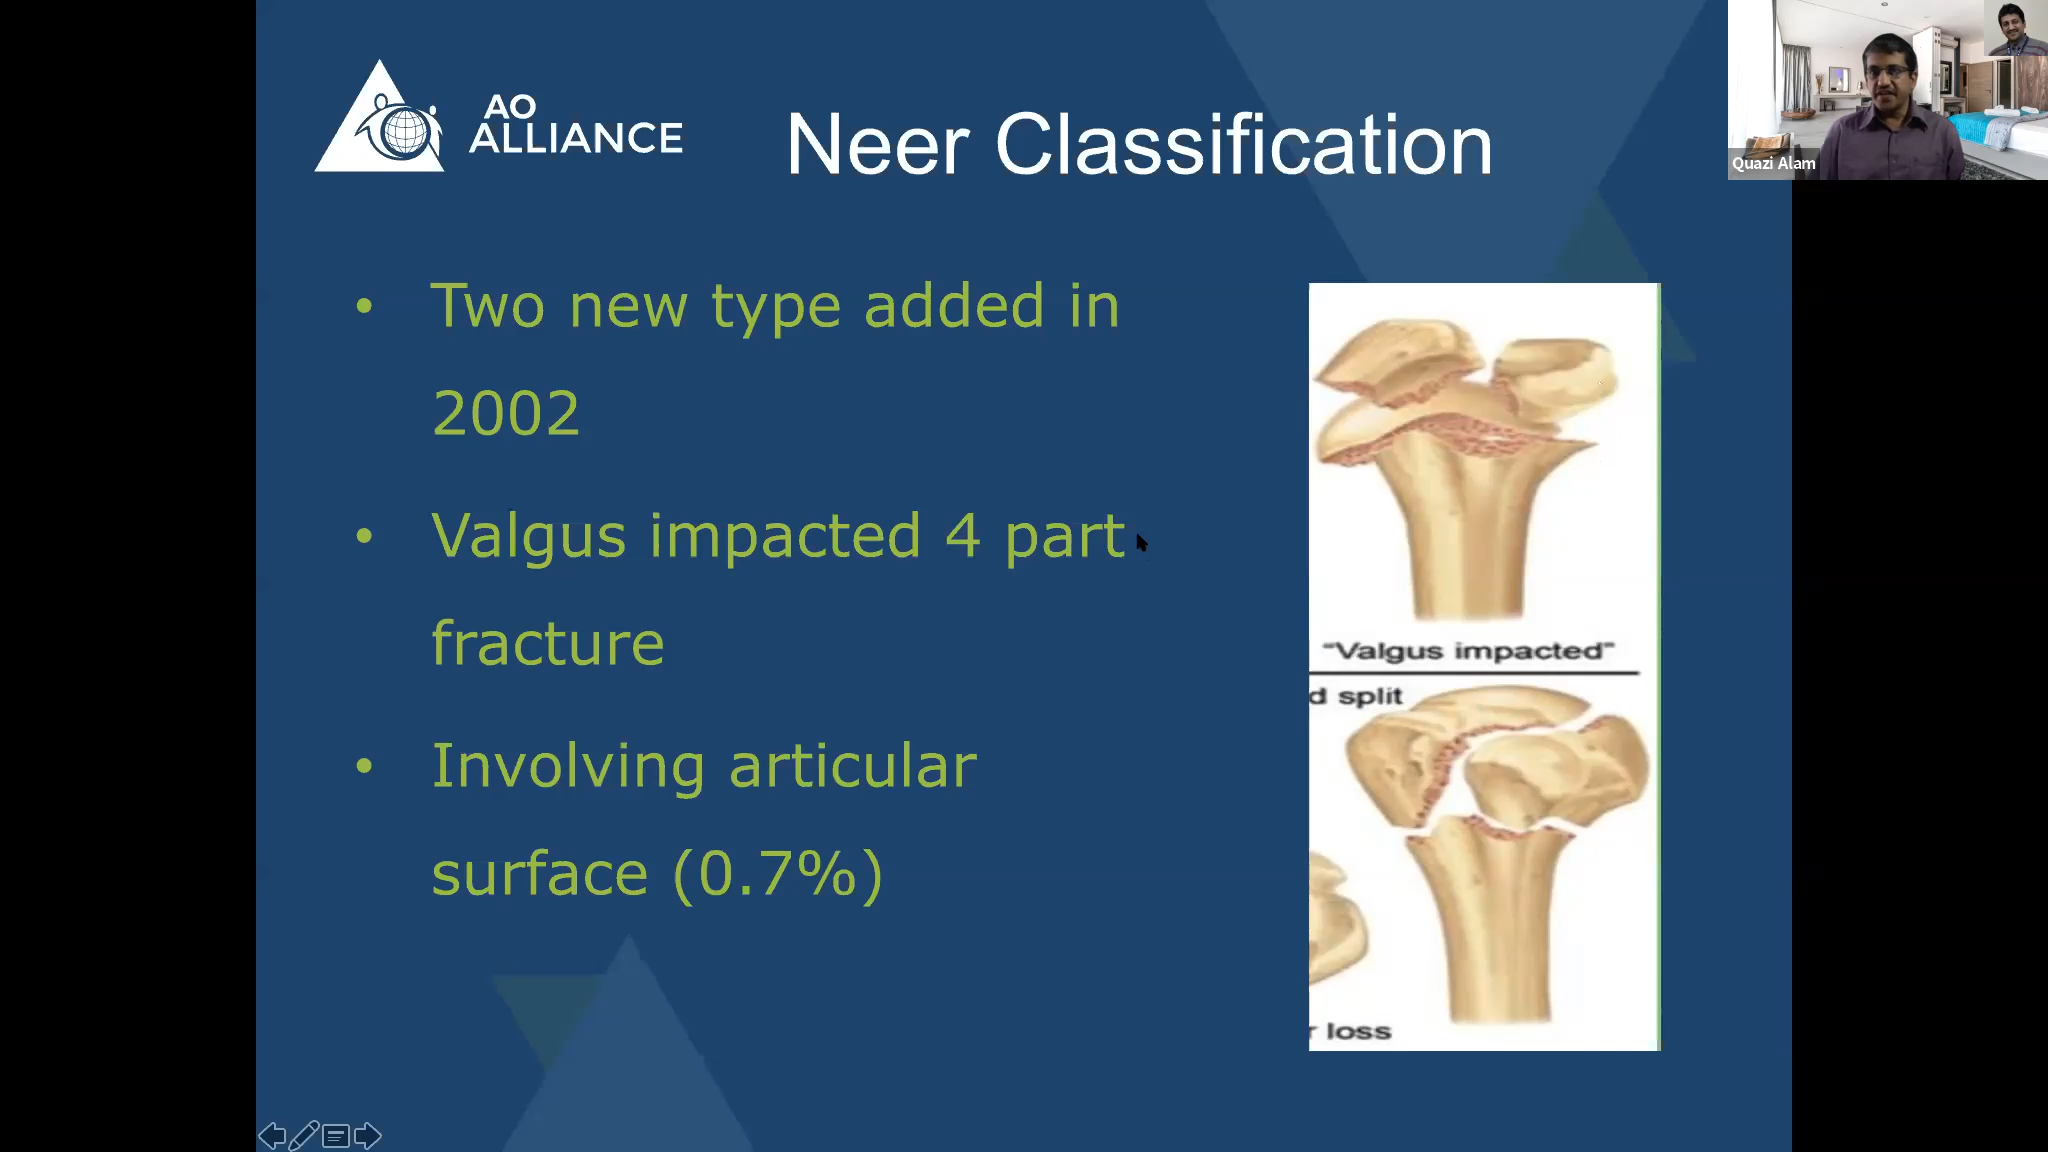 AO
ALLIANCE
Neer Classification
Quazi Alam
• Two new type added in
2002
• Valgus impacted 4 part
fracture
• Involving articular
surface (0.7%)
"Valgus impacted"
d split
r loss